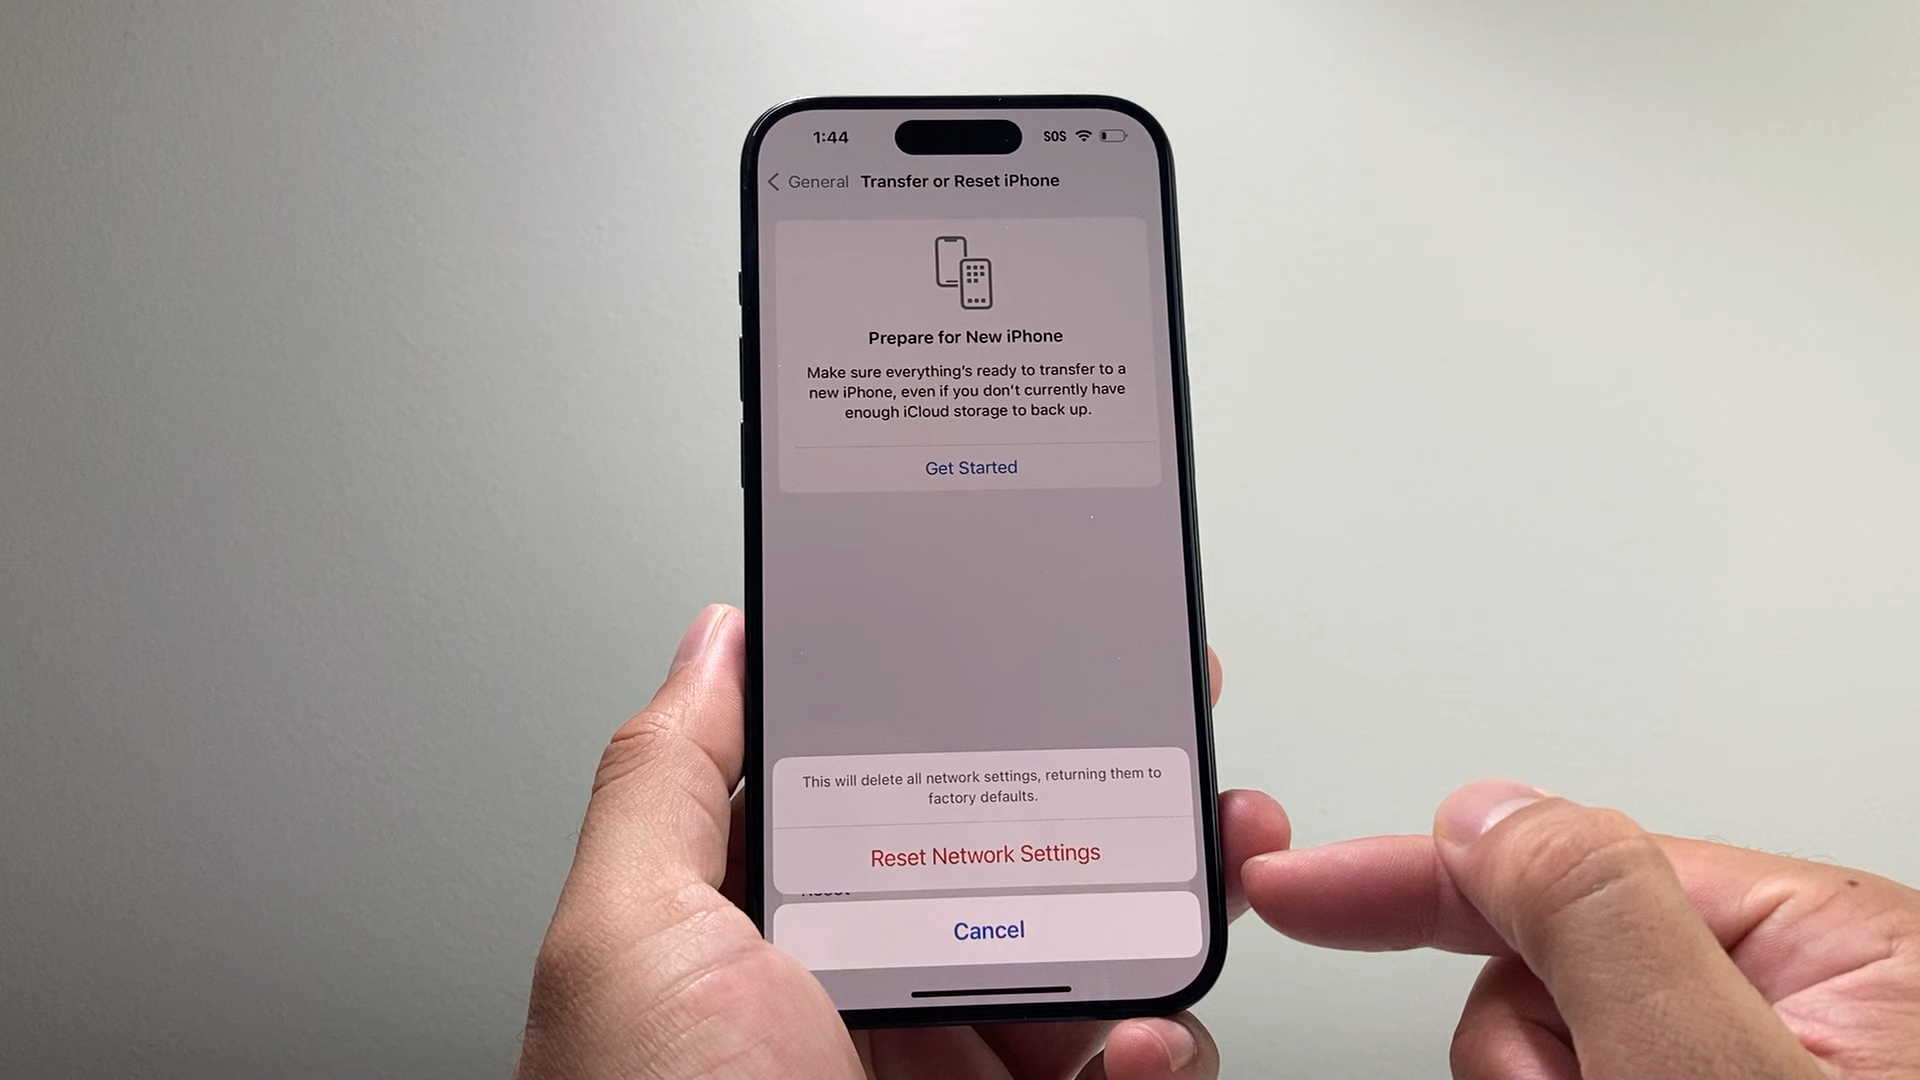 1:44
SOS
General Transfer or Reset iPhone
Prepare for New iPhone
Make sure everything's ready to transfer to a
new iPhone, even if you don't currently have
enough iCloud storage to back up.
Get Started
This will delete all network settings, returning them to
factory defaults.
Reset Network Settings
Cancel